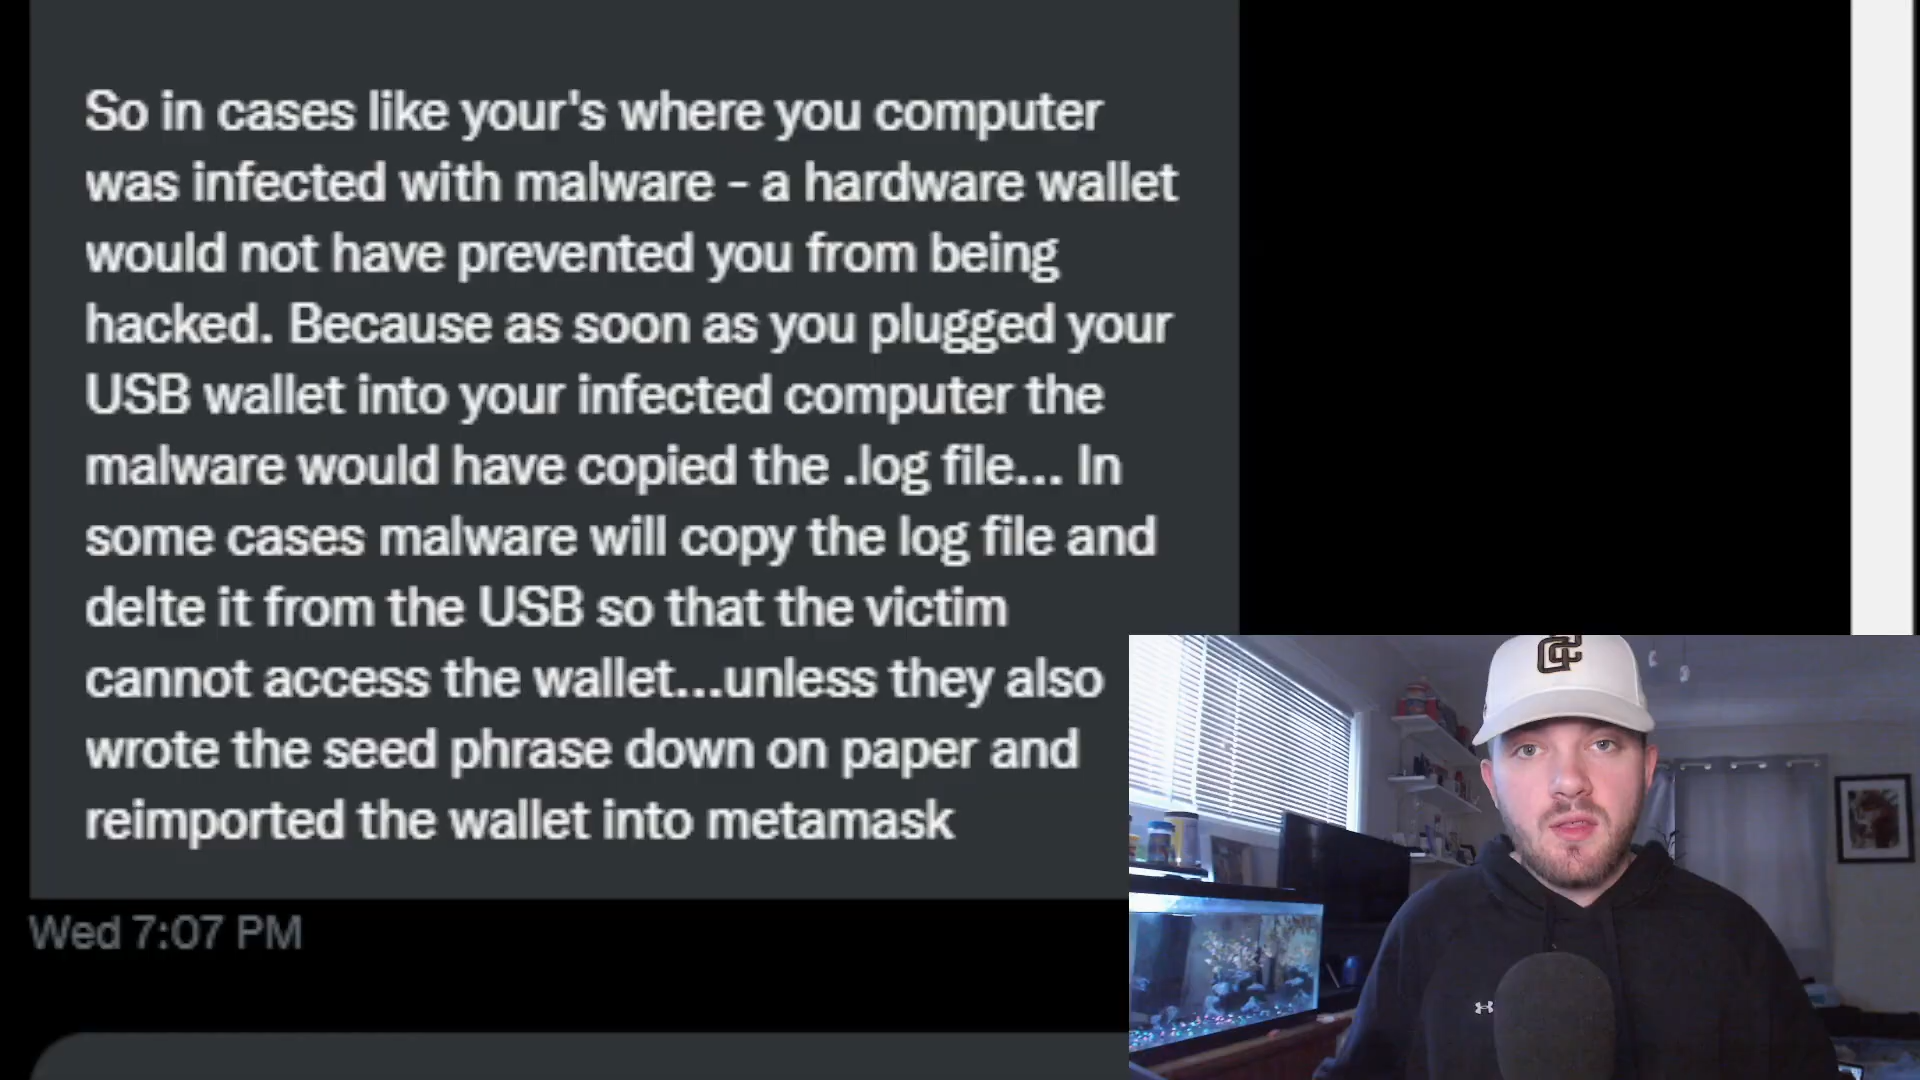 So in cases like your's where you computer
was infected with malware - a hardware wallet
would not have prevented you from being
hacked. Because as soon as you plugged your
USB wallet into your infected computer the
malware would have copied the .log file... In
some cases malware will copy the log file and
delte it from the USB so that the victim
cannot access the wallet...unless they also
wrote the seed phrase down on paper and
reimported the wallet into metamask
Wed 7:07 PM